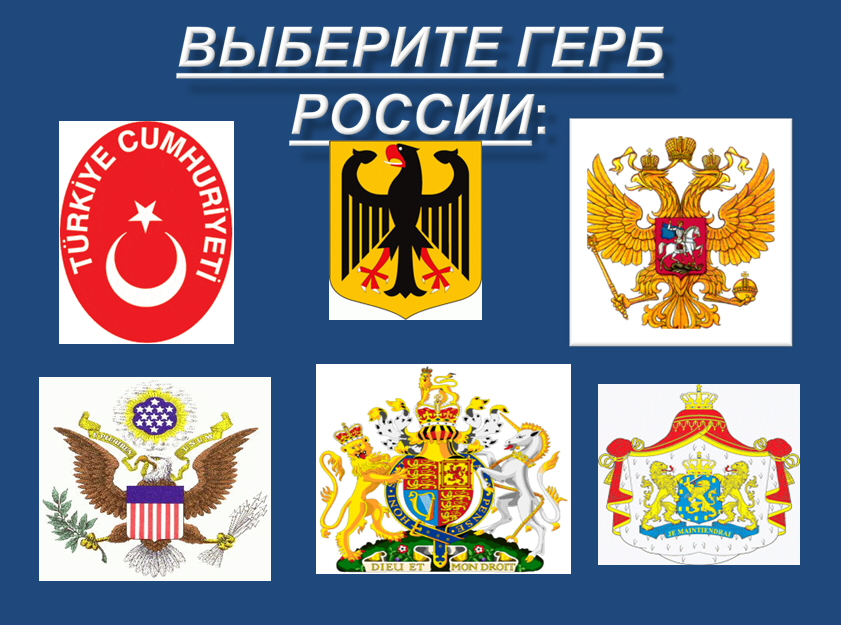 ВЫБЕРИТЕ ГЕРБ
РОССИИ:
TÜRKİYE CUMHURİYETİ
DIEU ET MON DROIT
JE MAINTIENDRAI